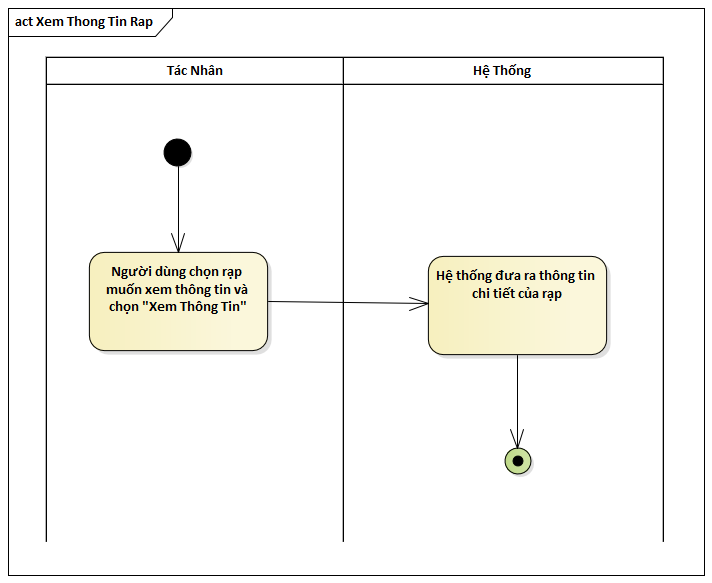 act Xem Thong Tin Rap
Tác Nhân
Hệ Thống
Người dùng chọn rạp
muốn xem thông tin và
chọn "Xem Thông Tin"
Hệ thống đưa ra thông tin
chi tiết của rạp